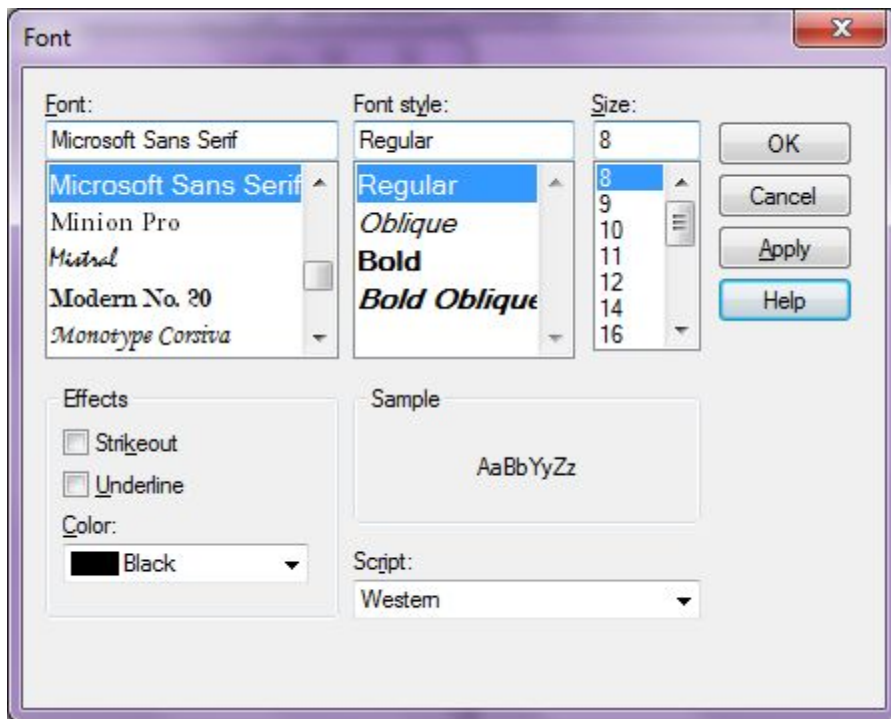 Font
Font:
Microsoft Sans Serif
Microsoft Sans Serif
Minion Pro
Mistral
Modern No. 20
Monotype Corsiva
Font style:
Regular
Regular
Oblique
Bold
Bold Oblique
Size:
8
8
9
10
11
12
14
16
OK
Cancel
Apply
Help
Effects
Strikeout
Underline
Color:
Black
Sample
AaBbYyZz
Script:
Western